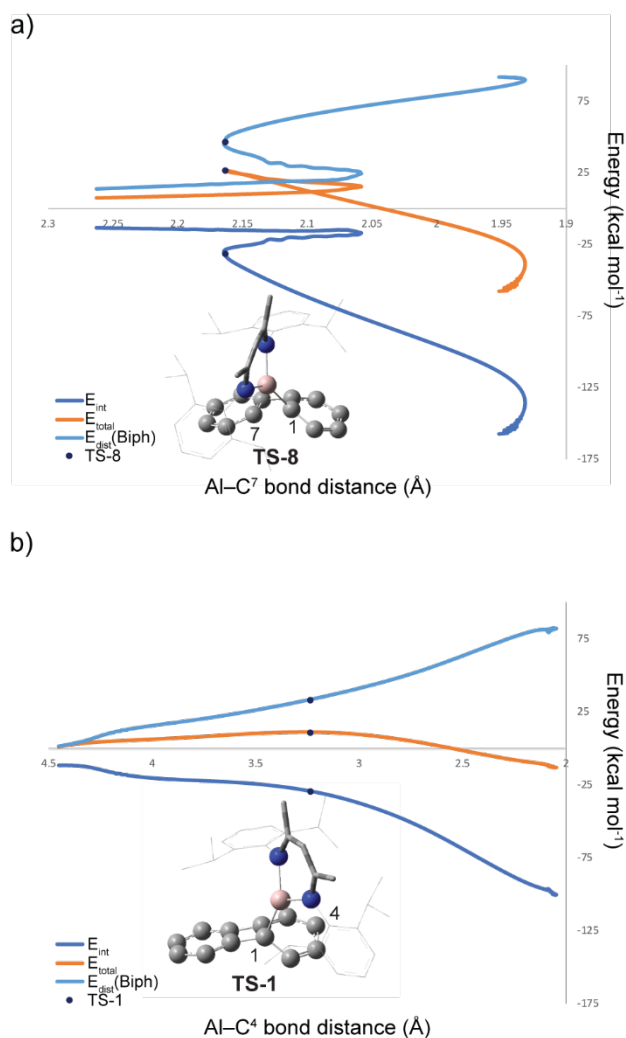 a)
75
25
2.3
2.25
2.2
2.15
2.1
2.05
2
1.95
1.9
-25
-75
-125
-175
Energy (kcal mol⁻¹)
E_int
E_total
E_dist(Biph)
TS-8
7
1
TS-8
Al–C⁷ bond distance (Å)
b)
75
25
4.5
4
3.5
3
2.5
2
-25
-75
-125
-175
Energy (kcal mol⁻¹)
E_int
E_total
E_dist(Biph)
TS-1
4
1
TS-1
Al–C⁴ bond distance (Å)